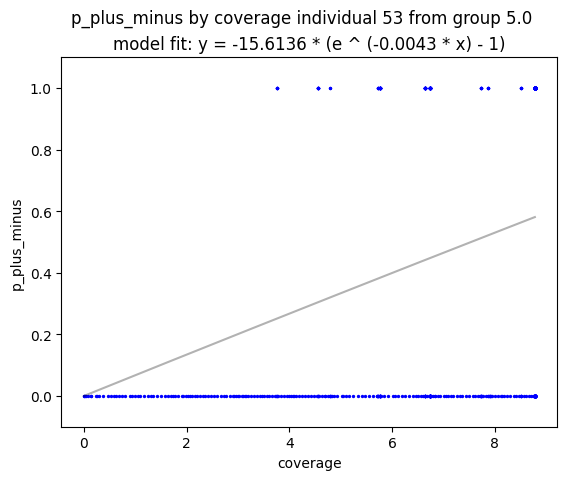 p_plus_minus by coverage individual 53 from group 5.0
model fit: y = -15.6136 * (e ^ (-0.0043 * x) - 1)
1.0
0.8
0.6
0.4
0.2
0.0
p_plus_minus
0 2 4 6 8
coverage